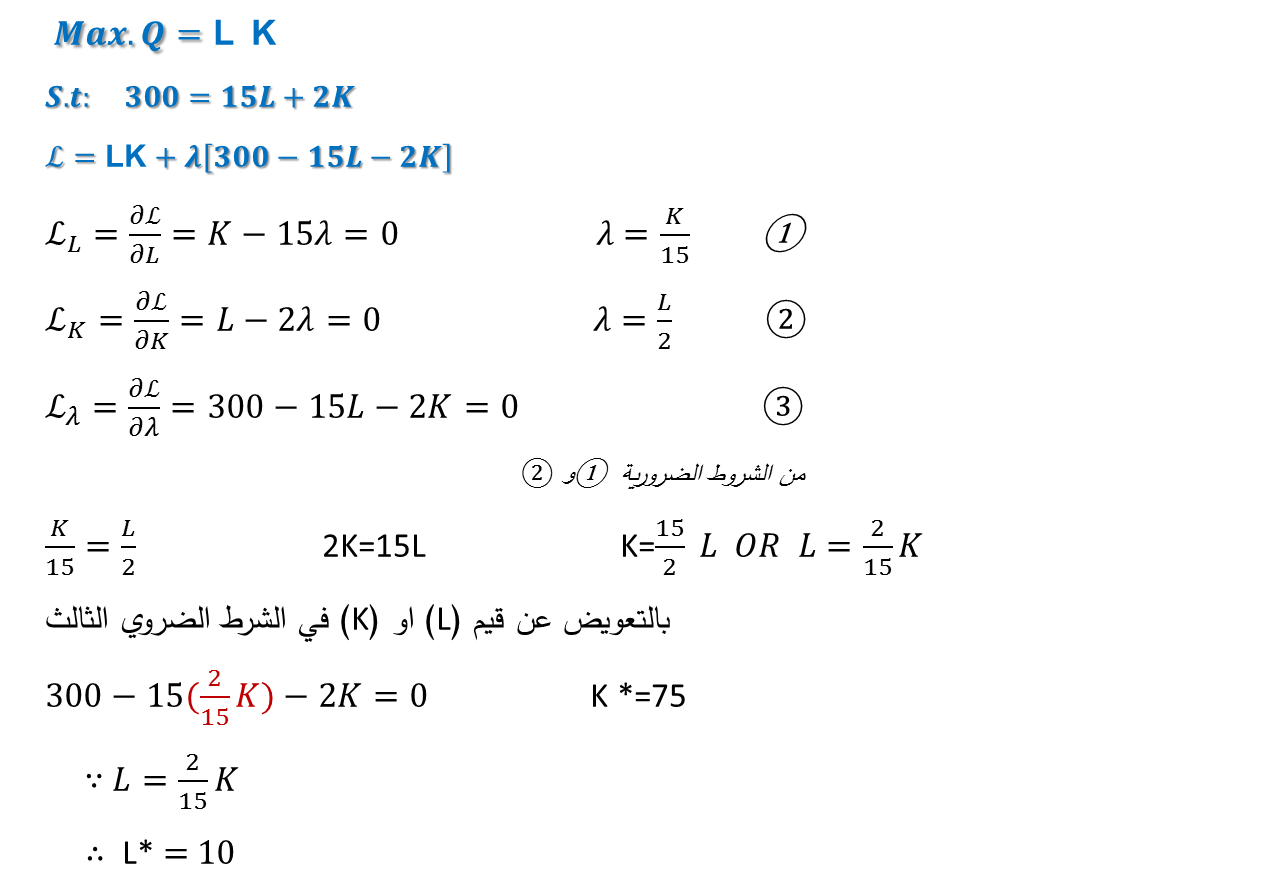 Max. Q = L K
S.t: 300 = 15L + 2K
ℒ = LK + λ[300 − 15L − 2K]
ℒ_L = ∂ℒ/∂L = K − 15λ = 0 λ = K/15 ①
ℒ_K = ∂ℒ/∂K = L − 2λ = 0 λ = L/2 ②
ℒ_λ = ∂ℒ/∂λ = 300 − 15L − 2K = 0 ③
من الشروط الضرورية ① و ②
K/15 = L/2 2K=15L K=15/2 L OR L = 2/15 K
بالتعويض عن قيم (L) او (K) في الشرط الضروي الثالث
300 − 15(2/15 K) − 2K = 0 K *=75
∵ L = 2/15 K
∴ L* = 10